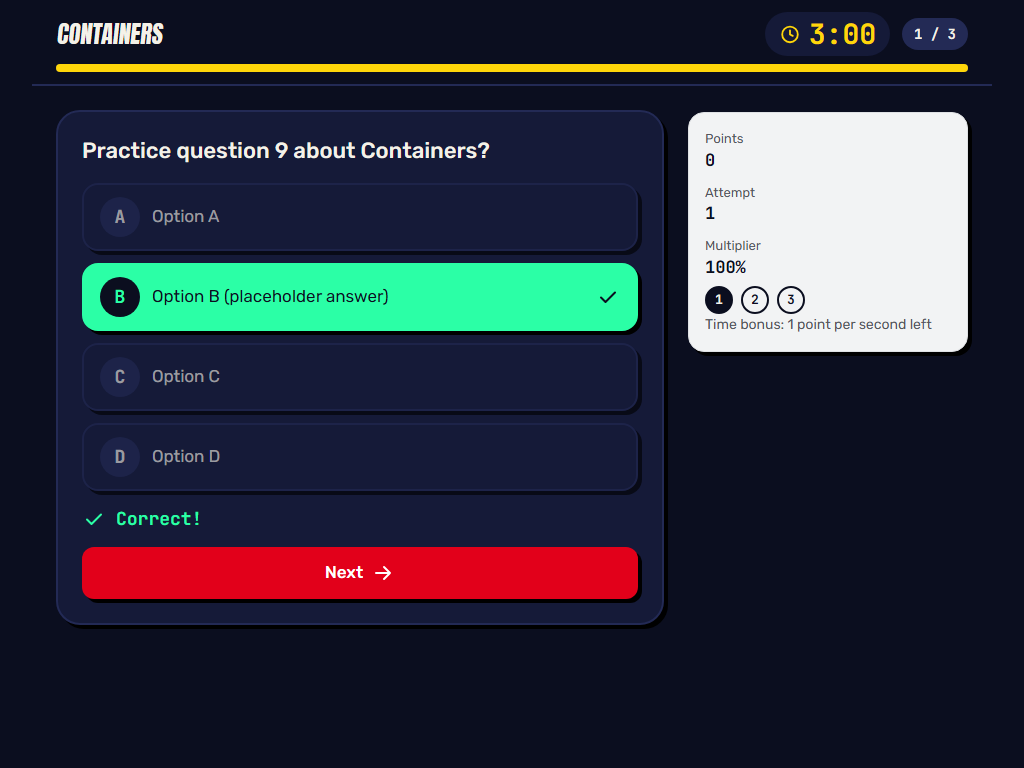 CONTAINERS
3:00
1 / 3
Practice question 9 about Containers?
A Option A
B Option B (placeholder answer)
C Option C
D Option D
Correct!
Next
Points
0
Attempt
1
Multiplier
100%
1 2 3
Time bonus: 1 point per second left